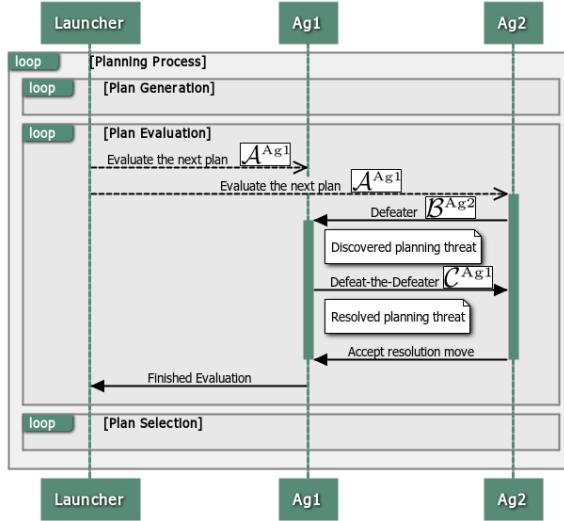 Launcher Ag1 Ag2
loop [Planning Process]
loop [Plan Generation]
loop [Plan Evaluation]
Evaluate the next plan 𝒜^Ag1
Evaluate the next plan 𝒜^Ag1
Defeater ℬ^Ag2
Discovered planning threat
Defeat-the-Defeater 𝒞^Ag1
Resolved planning threat
Accept resolution move
Finished Evaluation
loop [Plan Selection]
Launcher Ag1 Ag2